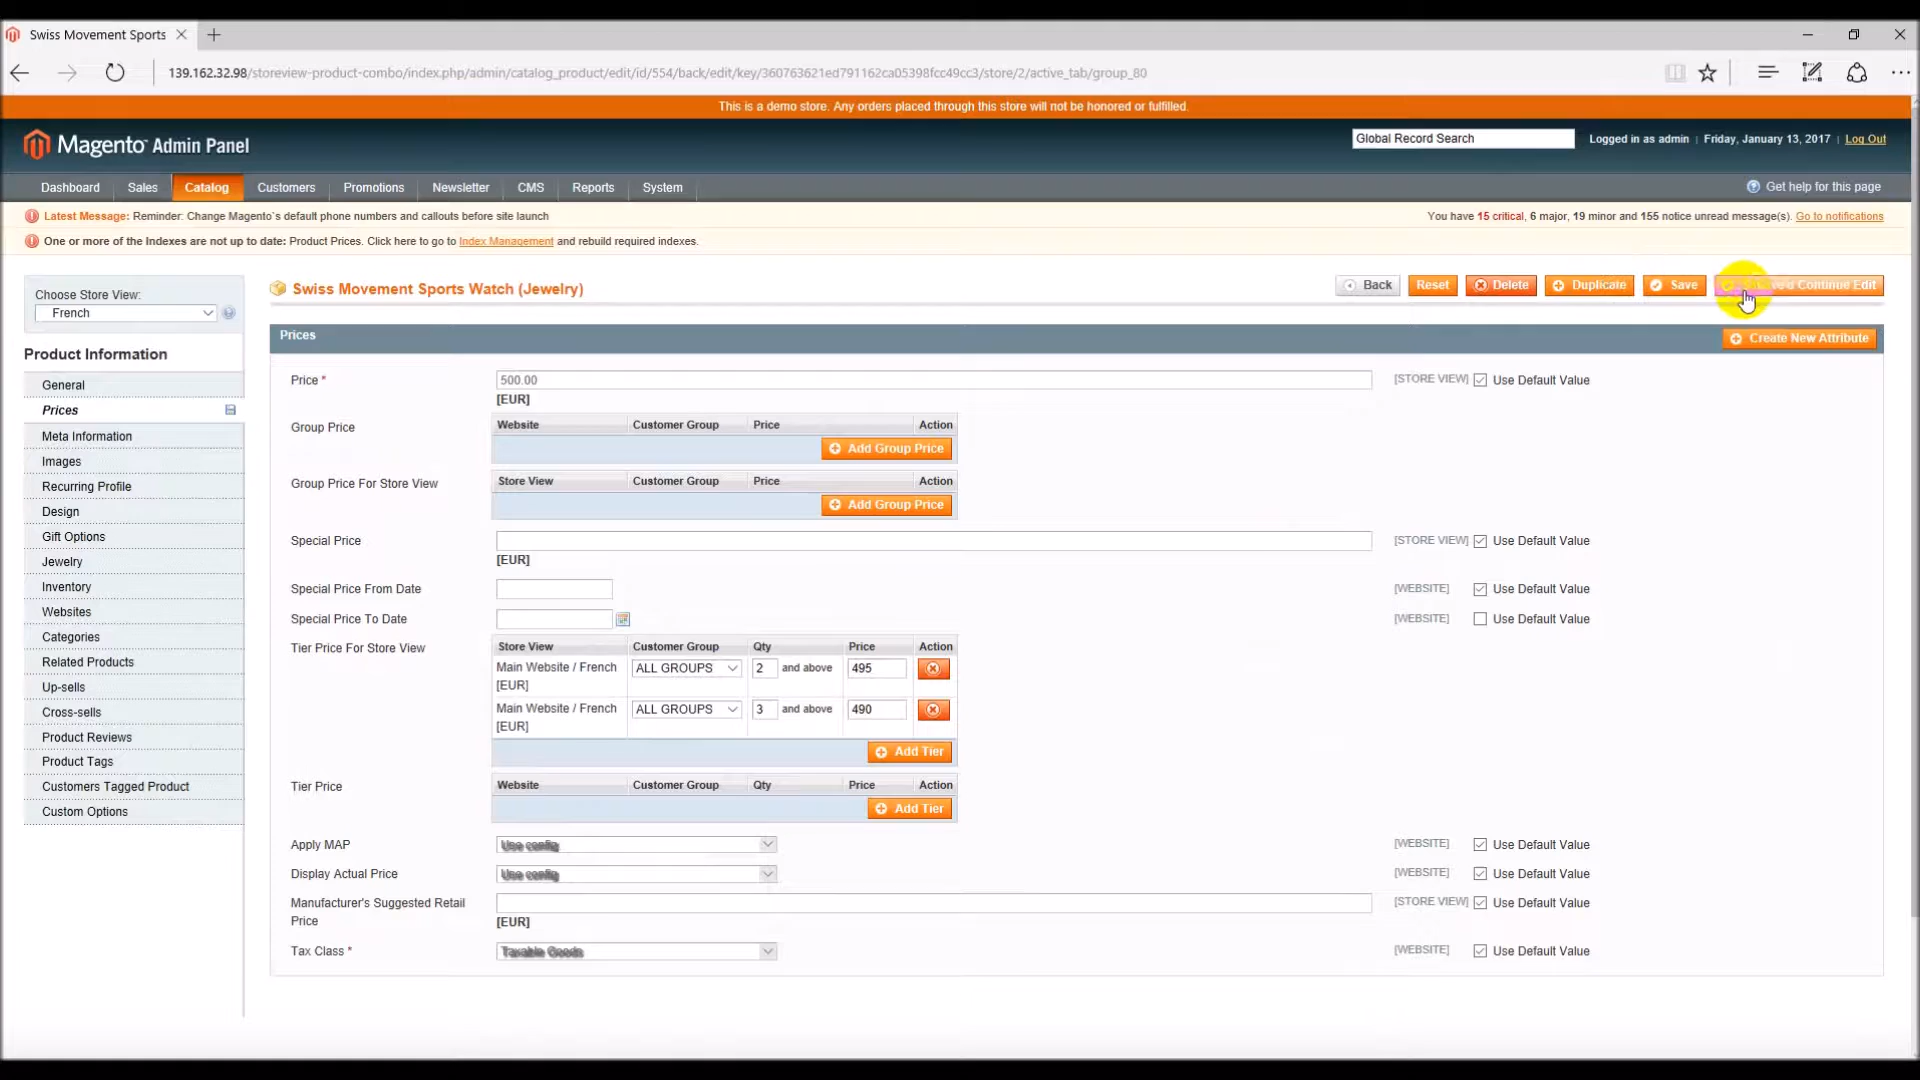 Swiss Movement Sports
139.162.32.98/storeview-product-combo/index.php/admin/catalog_product/edit/id/554/back/edit/key/360763621ed791162ca05398fcc49cc3/store/2/active_tab/group_80
This is a demo store. Any orders placed through this store will not be honored or fulfilled.
Magento Admin Panel
Global Record Search
Logged in as admin | Friday, January 13, 2017 | Log Out
Dashboard Sales Catalog Customers Promotions Newsletter CMS Reports System
Get help for this page
Latest Message: Reminder: Change Magento`s default phone numbers and callouts before site launch
You have 15 critical, 6 major, 19 minor and 155 notice unread message(s). Go to notifications
One or more of the Indexes are not up to date: Product Prices. Click here to go to Index Management and rebuild required indexes.
Choose Store View:
French
Product Information
General
Prices
Meta Information
Images
Recurring Profile
Design
Gift Options
Jewelry
Inventory
Websites
Categories
Related Products
Up-sells
Cross-sells
Product Reviews
Product Tags
Customers Tagged Product
Custom Options
Swiss Movement Sports Watch (Jewelry)
Back Reset Delete Duplicate Save Continue Edit
Prices
Create New Attribute
Price * 500.00 [STORE VIEW] Use Default Value
[EUR]
Group Price Website Customer Group Price Action
Add Group Price
Group Price For Store View Store View Customer Group Price Action
Add Group Price
Special Price [STORE VIEW] Use Default Value
[EUR]
Special Price From Date [WEBSITE] Use Default Value
Special Price To Date [WEBSITE] Use Default Value
Tier Price For Store View Store View Customer Group Qty Price Action
Main Website / French ALL GROUPS 2 and above 495
[EUR]
Main Website / French ALL GROUPS 3 and above 490
[EUR]
Add Tier
Tier Price Website Customer Group Qty Price Action
Add Tier
Apply MAP Use config [WEBSITE] Use Default Value
Display Actual Price Use config [WEBSITE] Use Default Value
Manufacturer's Suggested Retail [STORE VIEW] Use Default Value
Price [EUR]
Tax Class * Taxable Goods [WEBSITE] Use Default Value